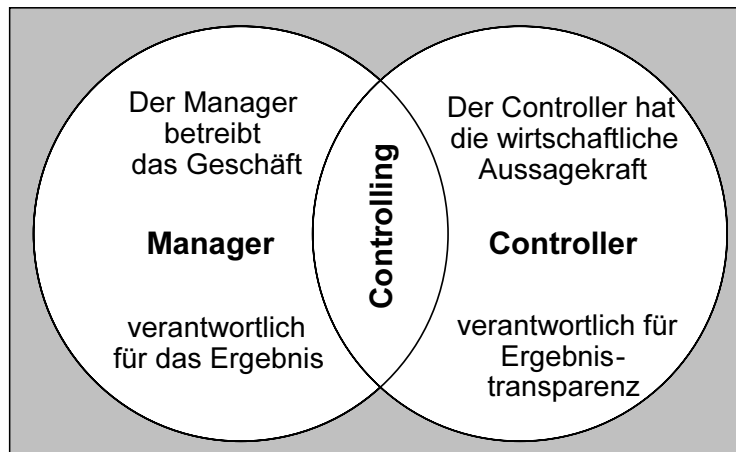 Der Manager
betreibt
das Geschäft
Manager
verantwortlich
für das Ergebnis
Controlling
Der Controller hat
die wirtschaftliche
Aussagekraft
Controller
verantwortlich für
Ergebnis-
transparenz